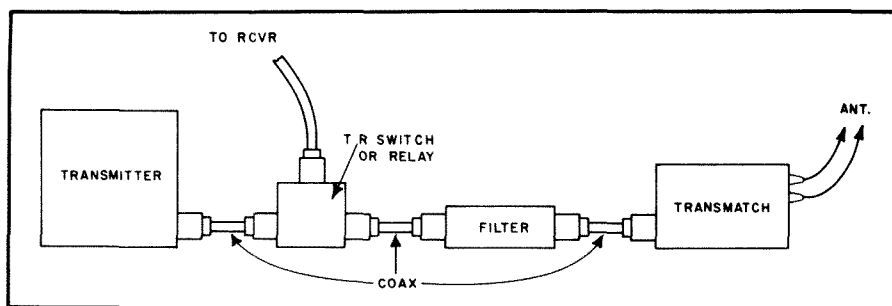 TO RCVR
T R SWITCH
OR RELAY
ANT.
TRANSMITTER
FILTER
TRANSMATCH
COAX